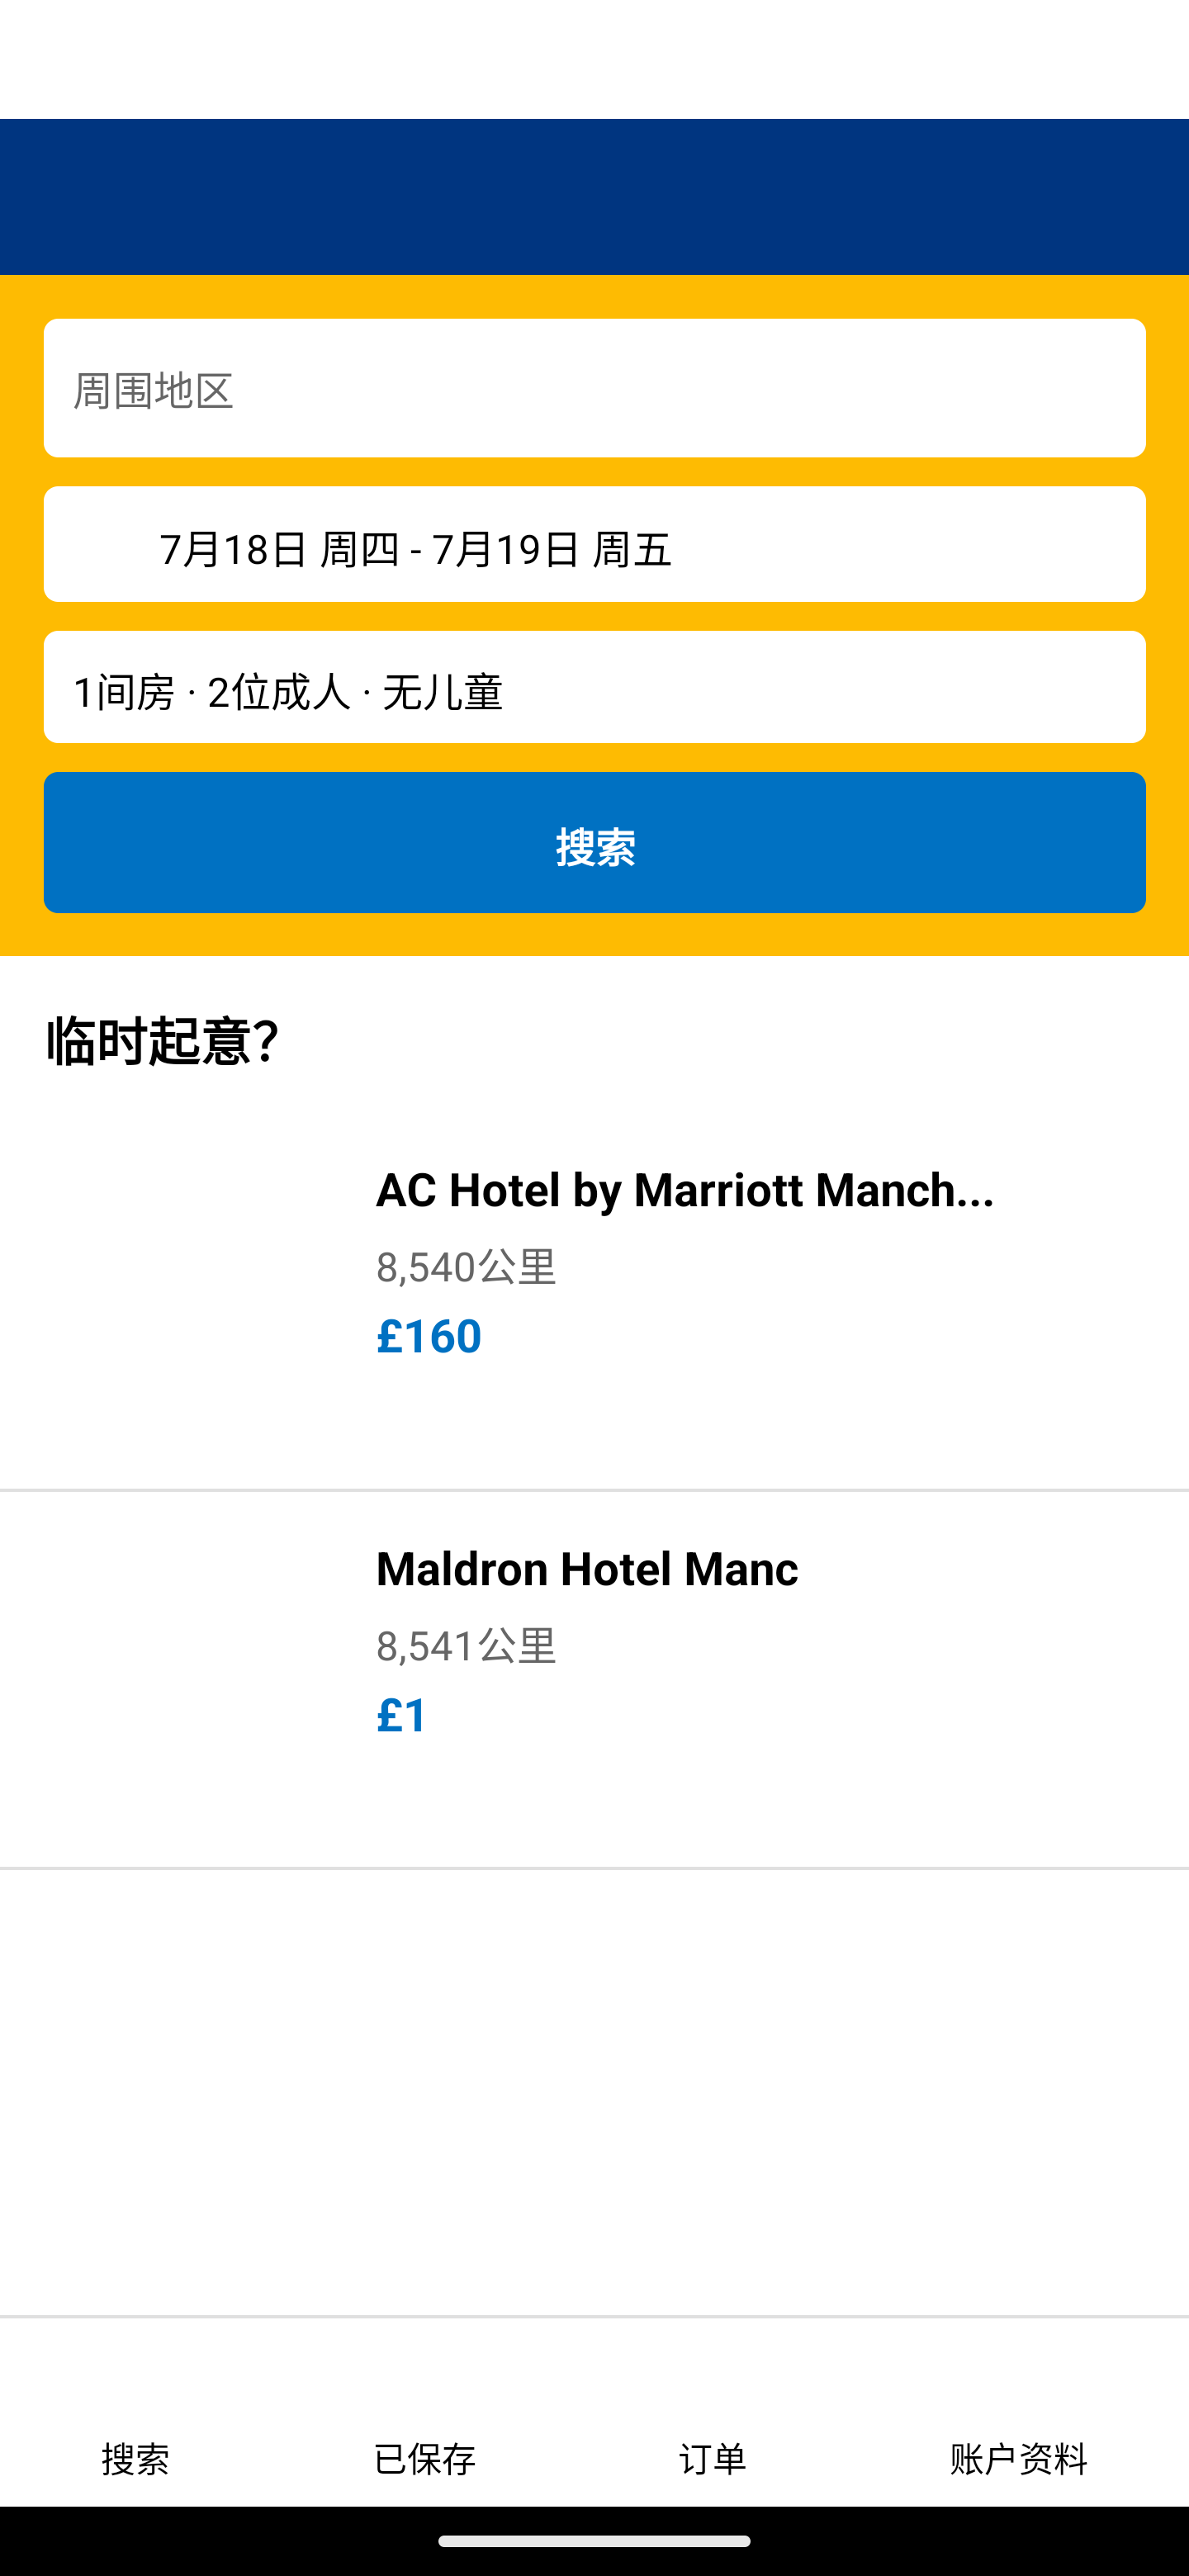 周围地区
7月18日 周四 - 7月19日 周五
1间房 · 2位成人 · 无儿童
搜索
临时起意？
AC Hotel by Marriott Manch...
8,540公里
£160
Maldron Hotel Manc
8,541公里
£1
搜索
已保存
订单
账户资料